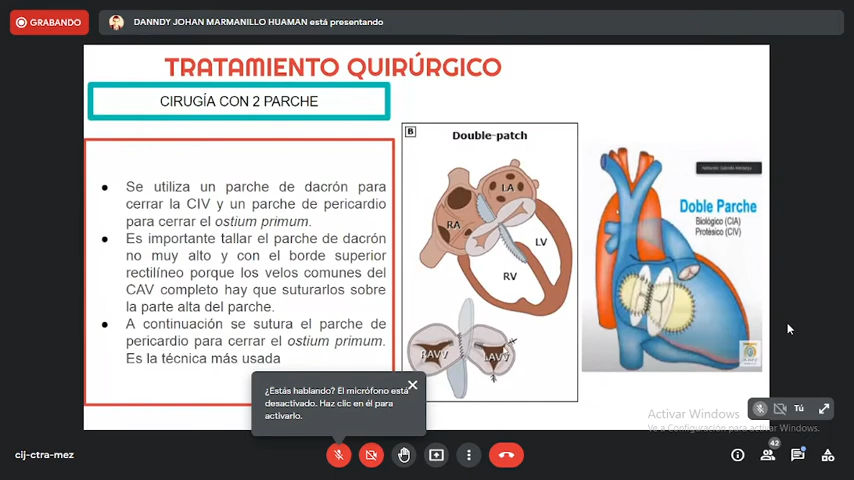 GRABANDO
DANNDY JOHAN MARMANILLO HUAMAN está presentando
TRATAMIENTO QUIRÚRGICO
CIRUGÍA CON 2 PARCHE
● Se utiliza un parche de dacrón para
cerrar la CIV y un parche de pericardio
para cerrar el ostium primum.
● Es importante tallar el parche de dacrón
no muy alto y con el borde superior
rectilíneo porque los velos comunes del
CAV completo hay que suturarlos sobre
la parte alta del parche.
● A continuación se sutura el parche de
pericardio para cerrar el ostium primum.
Es la técnica más usada
B
Double-patch
LA
RA
LV
RV
RAVV
LAVV
Doble Parche
Biológico (CIA)
Protésico (CIV)
¿Estás hablando? El micrófono está
desactivado. Haz clic en él para
activarlo.
Tú
Activar Windows
Ve a Configuración para activar Windows.
cij-ctra-mez
42